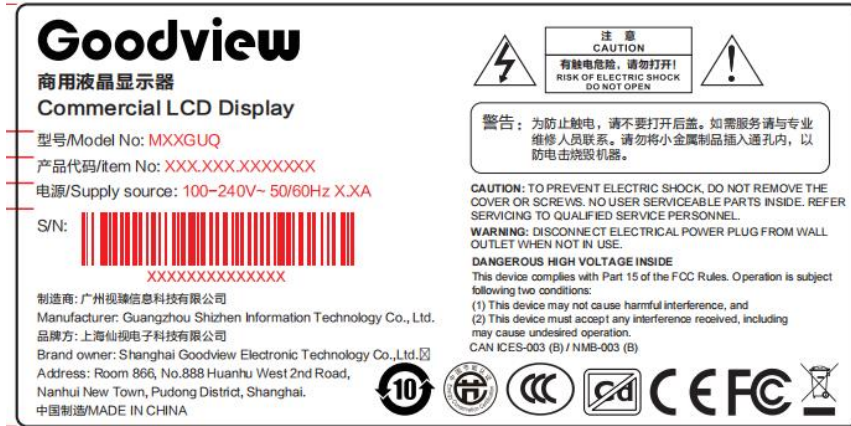 Goodview
商用液晶显示器
Commercial LCD Display
型号/Model No: MXXGUQ
产品代码/item No: XXX.XXX.XXXXXXX
电源/Supply source: 100-240V~ 50/60Hz X.XA
S/N:
XXXXXXXXXXXXXX
制造商: 广州视臻信息科技有限公司
Manufacturer: Guangzhou Shizhen Information Technology Co., Ltd.
品牌方: 上海仙视电子科技有限公司
Brand owner: Shanghai Goodview Electronic Technology Co.,Ltd.
Address: Room 866, No.888 Huanhu West 2nd Road,
Nanhui New Town, Pudong District, Shanghai.
中国制造/MADE IN CHINA
注 意
CAUTION
有触电危险，请勿打开！
RISK OF ELECTRIC SHOCK
DO NOT OPEN
警告：为防止触电，请不要打开后盖。如需服务请与专业
维修人员联系。请勿将小金属制品插入通孔内，以
防电击烧毁机器。
CAUTION: TO PREVENT ELECTRIC SHOCK, DO NOT REMOVE THE
COVER OR SCREWS. NO USER SERVICEABLE PARTS INSIDE. REFER
SERVICING TO QUALIFIED SERVICE PERSONNEL.
WARNING: DISCONNECT ELECTRICAL POWER PLUG FROM WALL
OUTLET WHEN NOT IN USE.
DANGEROUS HIGH VOLTAGE INSIDE
This device complies with Part 15 of the FCC Rules. Operation is subject
following two conditions:
(1) This device may not cause harmful interference, and
(2) This device must accept any interference received, including
may cause undesired operation.
CAN ICES-003 (B) / NMB-003 (B)
10
CCC
Cd
CE
FC